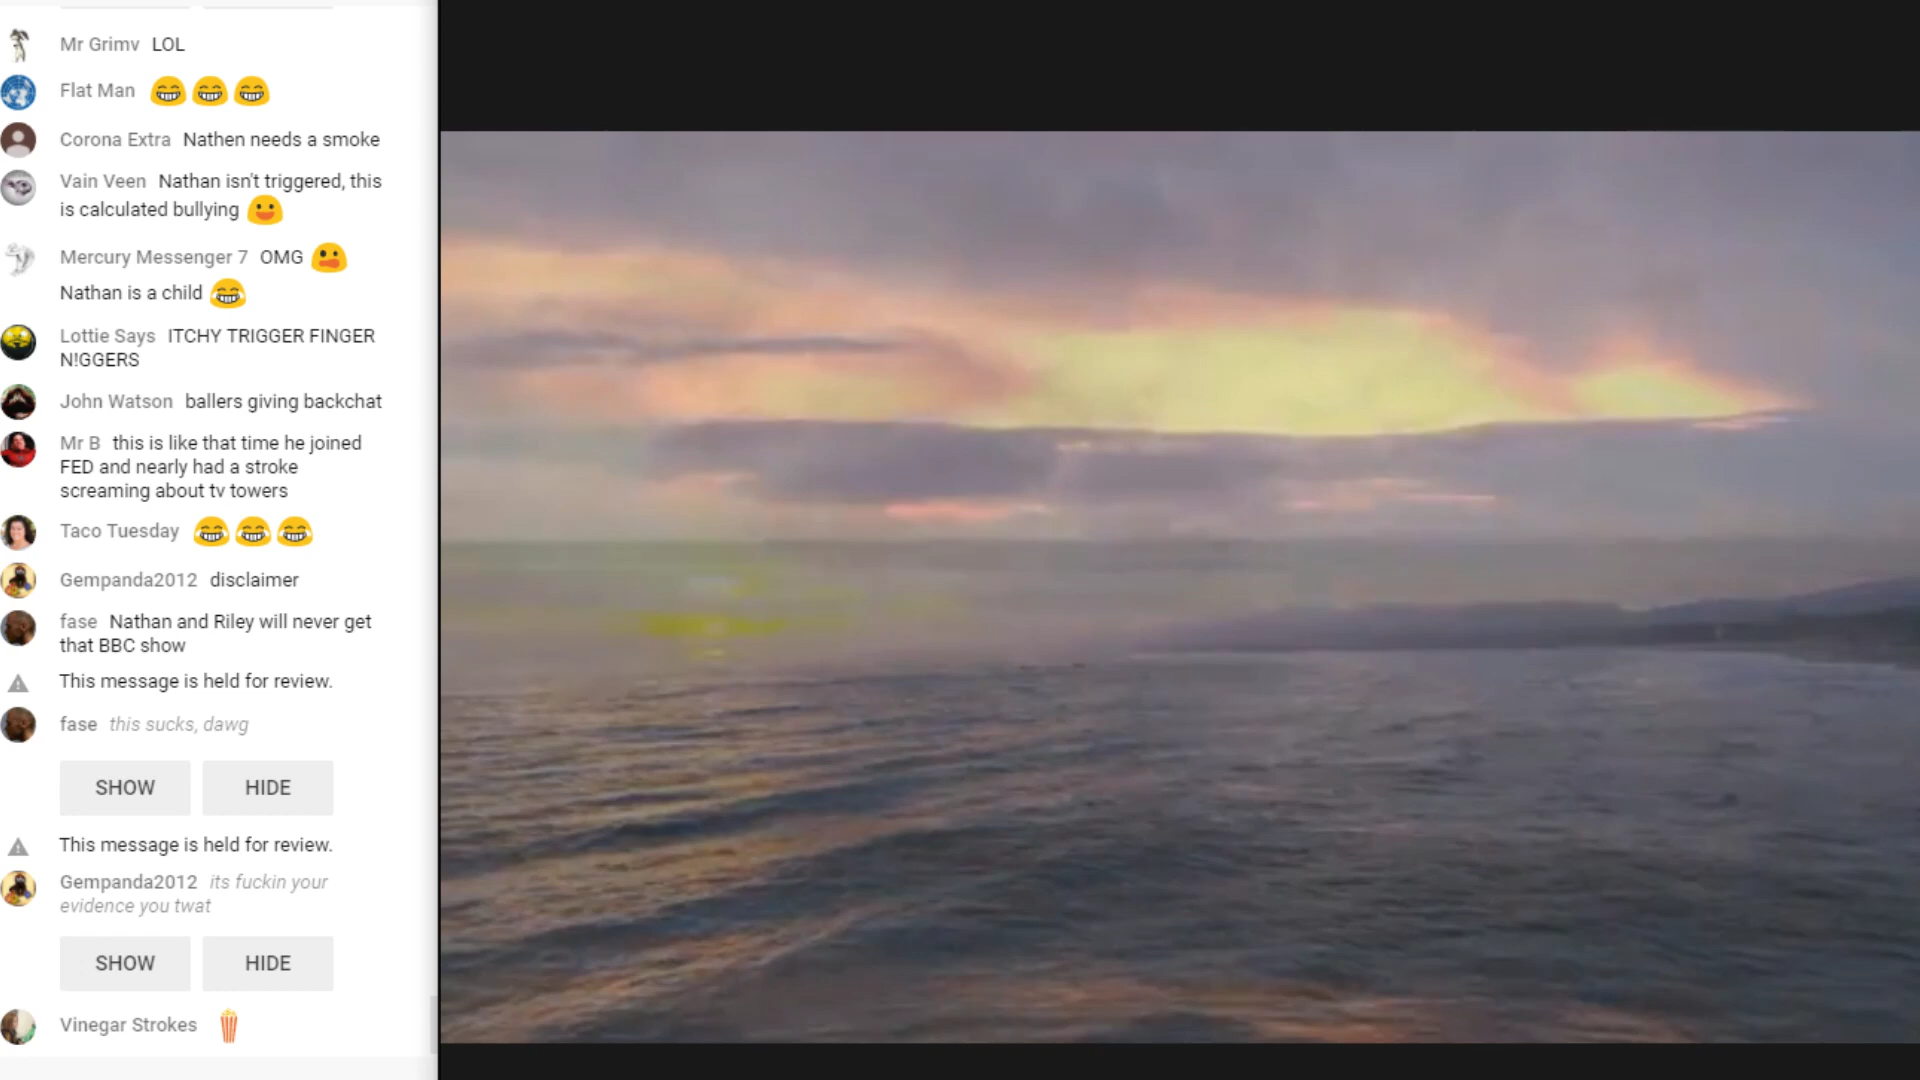 Mr Grimv LOL
Flat Man 😁😁😁
Corona Extra Nathen needs a smoke
Vain Veen Nathan isn't triggered, this
is calculated bullying 😃
Mercury Messenger 7 OMG
Nathan is a child 😂
Lottie Says ITCHY TRIGGER FINGER
N!GGERS
John Watson ballers giving backchat
Mr B this is like that time he joined
FED and nearly had a stroke
screaming about tv towers
Taco Tuesday 😂😂😂
Gempanda2012 disclaimer
fase Nathan and Riley will never get
that BBC show
This message is held for review.
fase this sucks, dawg
SHOW HIDE
This message is held for review.
Gempanda2012 its fuckin your
evidence you twat
SHOW HIDE
Vinegar Strokes 🍿